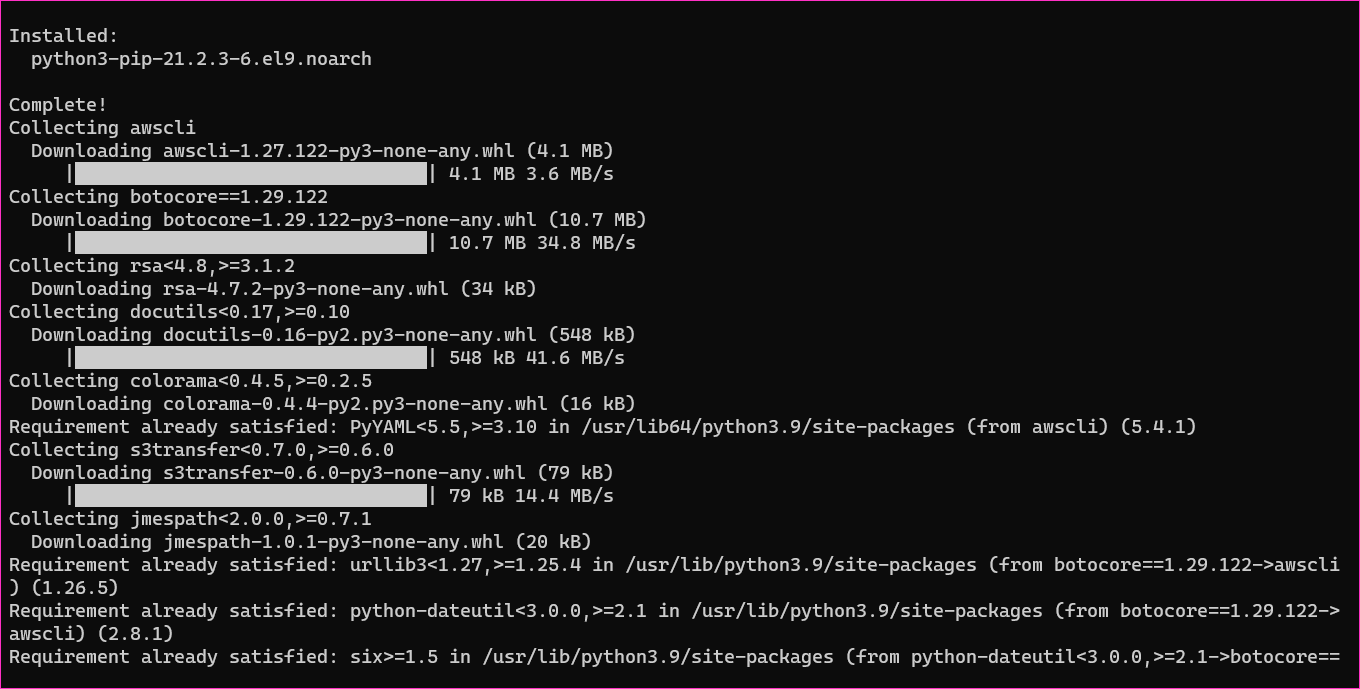 Installed:
  python3-pip-21.2.3-6.el9.noarch

Complete!
Collecting awscli
  Downloading awscli-1.27.122-py3-none-any.whl (4.1 MB)
     || 4.1 MB 3.6 MB/s
Collecting botocore==1.29.122
  Downloading botocore-1.29.122-py3-none-any.whl (10.7 MB)
     || 10.7 MB 34.8 MB/s
Collecting rsa<4.8,>=3.1.2
  Downloading rsa-4.7.2-py3-none-any.whl (34 kB)
Collecting docutils<0.17,>=0.10
  Downloading docutils-0.16-py2.py3-none-any.whl (548 kB)
     || 548 kB 41.6 MB/s
Collecting colorama<0.4.5,>=0.2.5
  Downloading colorama-0.4.4-py2.py3-none-any.whl (16 kB)
Requirement already satisfied: PyYAML<5.5,>=3.10 in /usr/lib64/python3.9/site-packages (from awscli) (5.4.1)
Collecting s3transfer<0.7.0,>=0.6.0
  Downloading s3transfer-0.6.0-py3-none-any.whl (79 kB)
     || 79 kB 14.4 MB/s
Collecting jmespath<2.0.0,>=0.7.1
  Downloading jmespath-1.0.1-py3-none-any.whl (20 kB)
Requirement already satisfied: urllib3<1.27,>=1.25.4 in /usr/lib/python3.9/site-packages (from botocore==1.29.122->awscli
) (1.26.5)
Requirement already satisfied: python-dateutil<3.0.0,>=2.1 in /usr/lib/python3.9/site-packages (from botocore==1.29.122->
awscli) (2.8.1)
Requirement already satisfied: six>=1.5 in /usr/lib/python3.9/site-packages (from python-dateutil<3.0.0,>=2.1->botocore==